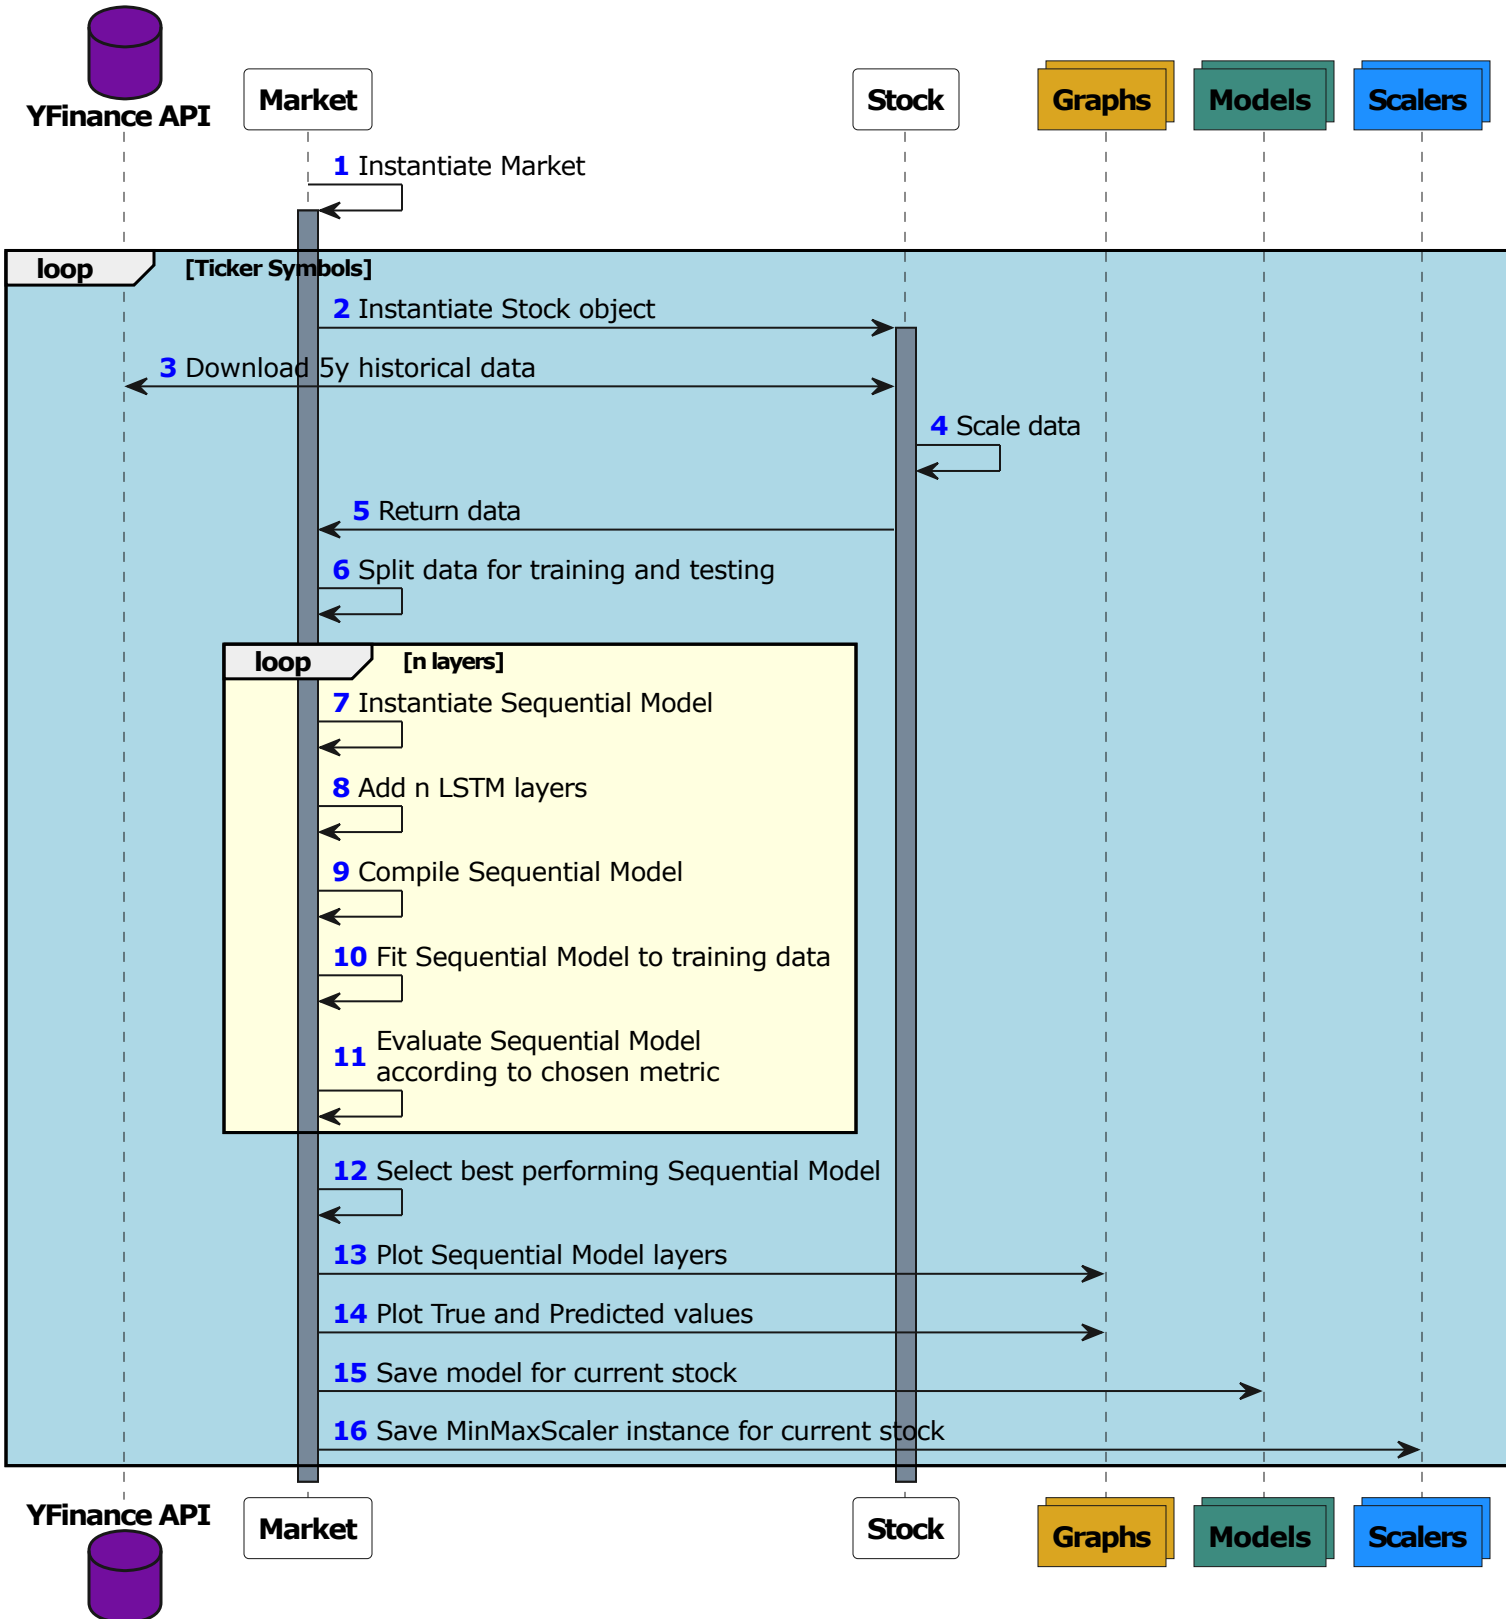 YFinance API
Market
Stock
Graphs
Models
Scalers
1 Instantiate Market
loop [Ticker Symbols]
2 Instantiate Stock object
3 Download 5y historical data
4 Scale data
5 Return data
6 Split data for training and testing
loop [n layers]
7 Instantiate Sequential Model
8 Add n LSTM layers
9 Compile Sequential Model
10 Fit Sequential Model to training data
11 Evaluate Sequential Model
according to chosen metric
12 Select best performing Sequential Model
13 Plot Sequential Model layers
14 Plot True and Predicted values
15 Save model for current stock
16 Save MinMaxScaler instance for current stock
YFinance API
Market
Stock
Graphs
Models
Scalers